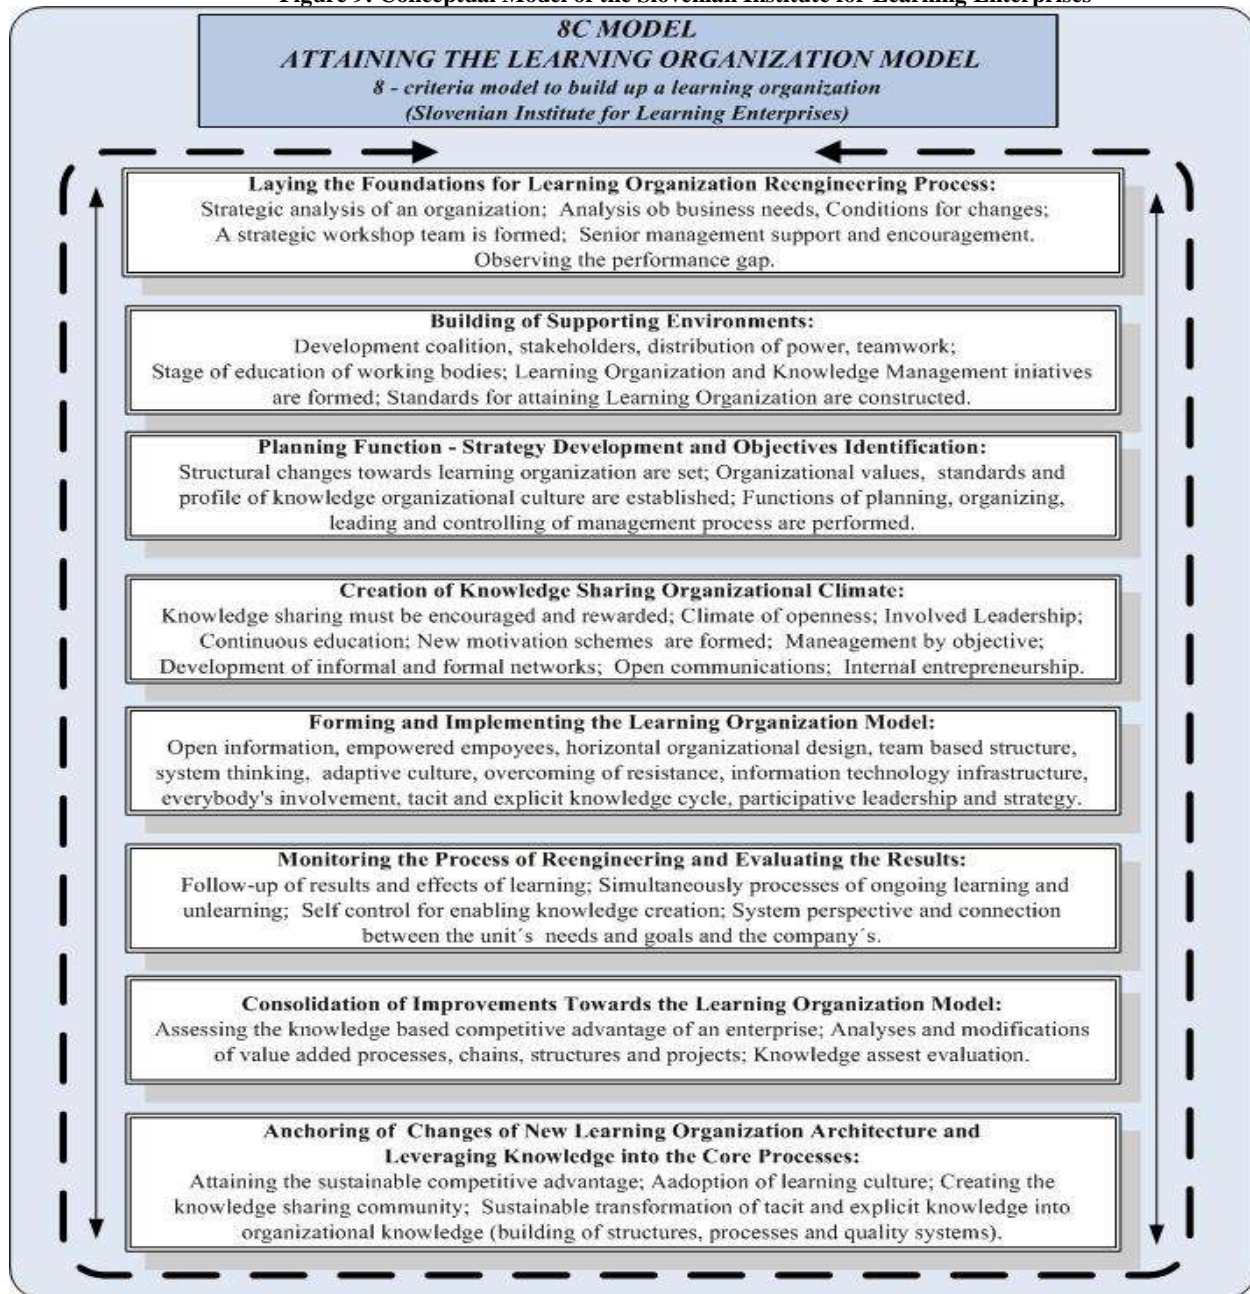 Figure 9: Conceptual Model of the Slovenian Institute for Learning Enterprises
8C MODEL
ATTAINING THE LEARNING ORGANIZATION MODEL
8 - criteria model to build up a learning organization
(Slovenian Institute for Learning Enterprises)
Laying the Foundations for Learning Organization Reengineering Process:
Strategic analysis of an organization; Analysis ob business needs, Conditions for changes;
A strategic workshop team is formed; Senior management support and encouragement.
Observing the performance gap.
Building of Supporting Environments:
Development coalition, stakeholders, distribution of power, teamwork;
Stage of education of working bodies; Learning Organization and Knowledge Management iniatives
are formed; Standards for attaining Learning Organization are constructed.
Planning Function - Strategy Development and Objectives Identification:
Structural changes towards learning organization are set; Organizational values, standards and
profile of knowledge organizational culture are established; Functions of planning, organizing,
leading and controlling of management process are performed.
Creation of Knowledge Sharing Organizational Climate:
Knowledge sharing must be encouraged and rewarded; Climate of openness; Involved Leadership;
Continuous education; New motivation schemes are formed; Maneagement by objective;
Development of informal and formal networks; Open communications; Internal entrepreneurship.
Forming and Implementing the Learning Organization Model:
Open information, empowered empoyees, horizontal organizational design, team based structure,
system thinking, adaptive culture, overcoming of resistance, information technology infrastructure,
everybody's involvement, tacit and explicit knowledge cycle, participative leadership and strategy.
Monitoring the Process of Reengineering and Evaluating the Results:
Follow-up of results and effects of learning; Simultaneously processes of ongoing learning and
unlearning; Self control for enabling knowledge creation; System perspective and connection
between the unit´s needs and goals and the company´s.
Consolidation of Improvements Towards the Learning Organization Model:
Assessing the knowledge based competitive advantage of an enterprise; Analyses and modifications
of value added processes, chains, structures and projects; Knowledge assest evaluation.
Anchoring of Changes of New Learning Organization Architecture and
Leveraging Knowledge into the Core Processes:
Attaining the sustainable competitive advantage; Aadoption of learning culture; Creating the
knowledge sharing community; Sustainable transformation of tacit and explicit knowledge into
organizational knowledge (building of structures, processes and quality systems).